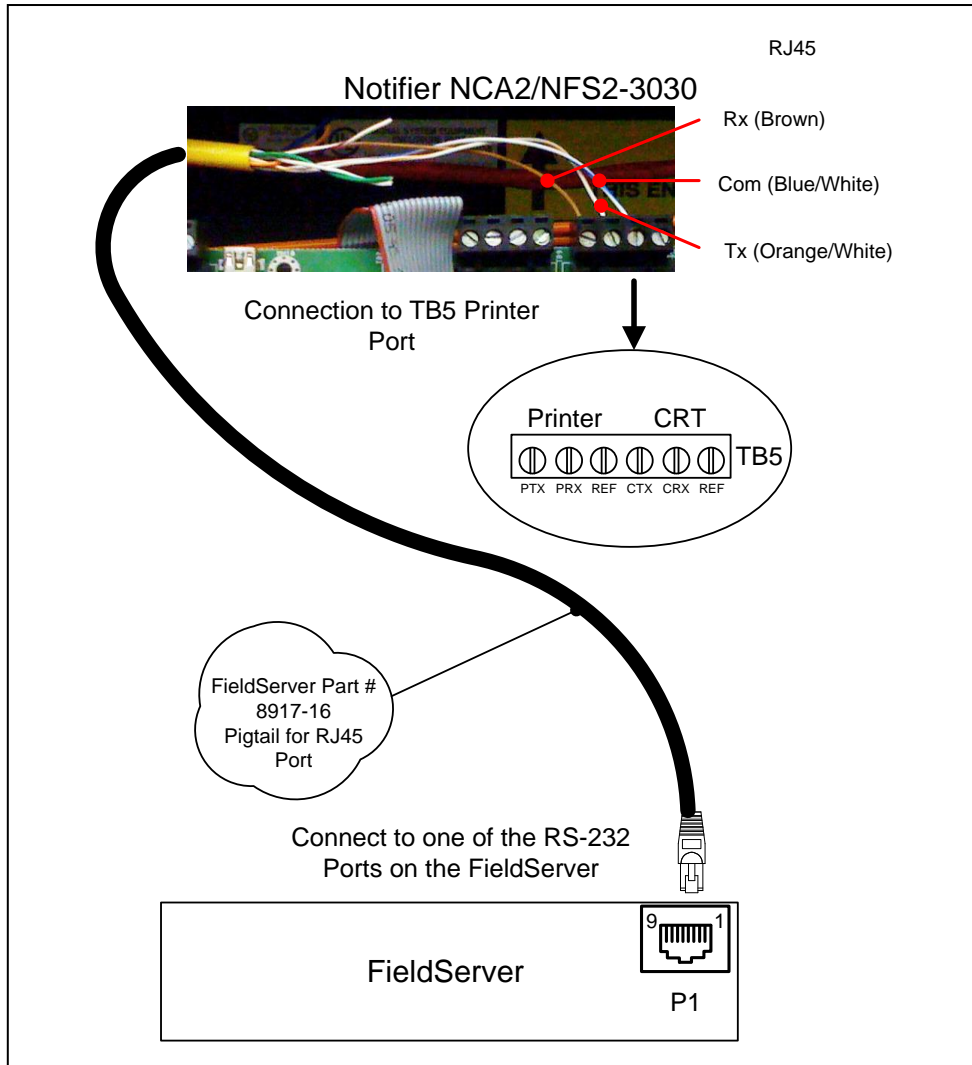 RJ45
Notifier NCA2/NFS2-3030
Rx (Brown)
Com (Blue/White)
Tx (Orange/White)
THIS EN
Connection to TB5 Printer
Port
Printer CRT
TB5
PTX PRX REF CTX CRX REF
FieldServer Part #
8917-16
Pigtail for RJ45
Port
Connect to one of the RS-232
Ports on the FieldServer
9 1
FieldServer
P1